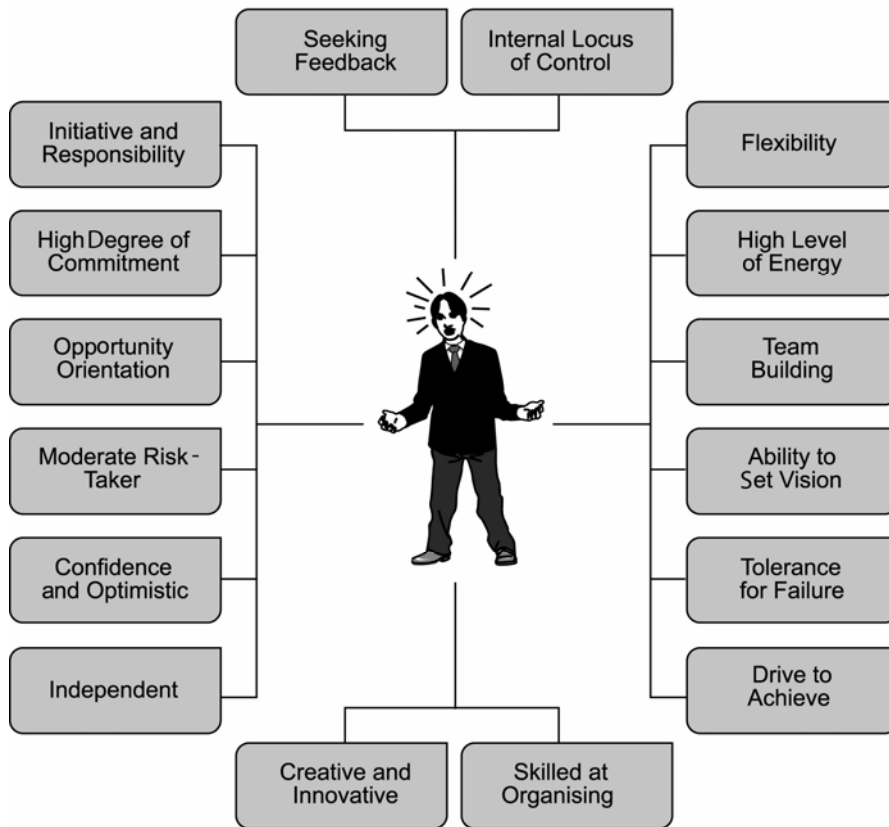 Seeking
Feedback
Internal Locus
of Control
Initiative and
Responsibility
High Degree of
Commitment
Opportunity
Orientation
Moderate Risk-
Taker
Confidence
and Optimistic
Independent
Flexibility
High Level
of Energy
Team
Building
Ability to
Set Vision
Tolerance
for Failure
Drive to
Achieve
Creative and
Innovative
Skilled at
Organising